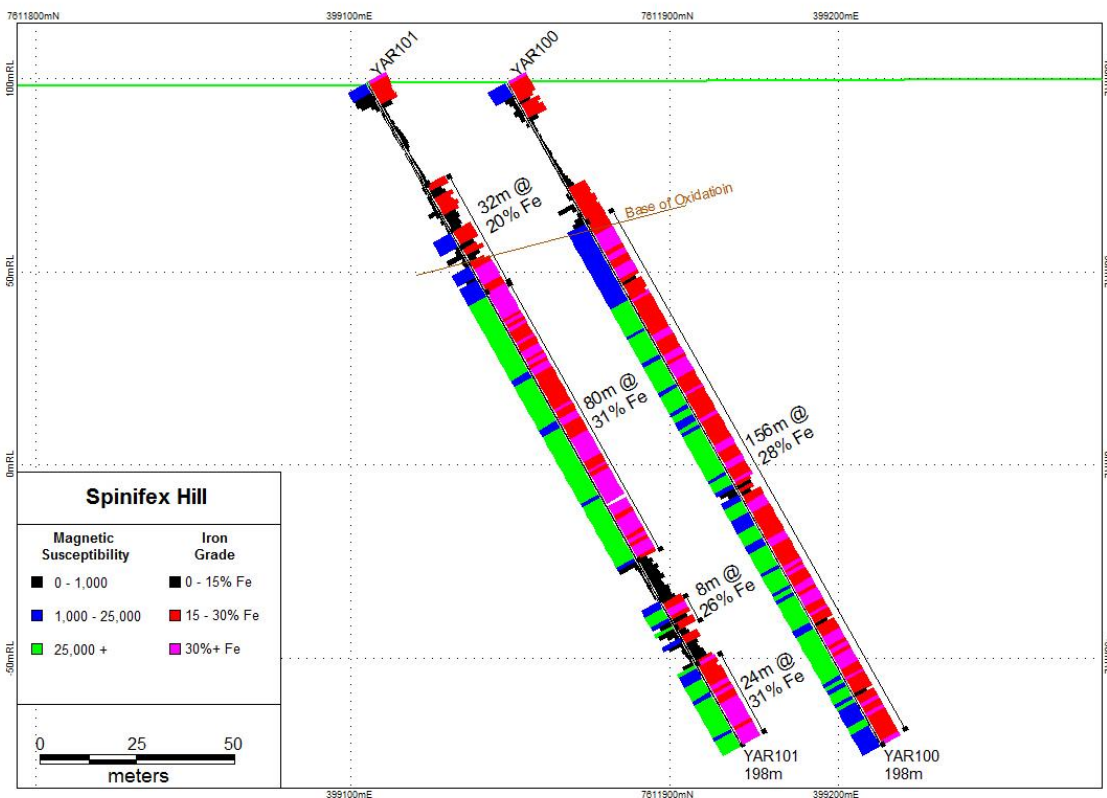 7611800mN
399100mE
7611900mN
399200mE
YAR101
YAR100
100mRL
32m @
20% Fe
Base of Oxidatioin
50mRL
80m @
31% Fe
156m @
28% Fe
0mRL
8m @
26% Fe
-50mRL
24m @
31% Fe
YAR101
198m
YAR100
198m
Spinifex Hill
Magnetic
Susceptibility
Iron
Grade
0 - 1,000
0 - 15% Fe
1,000 - 25,000
15 - 30% Fe
25,000 +
30%+ Fe
0 25 50
meters
399100mE
7611900mN
399200mE